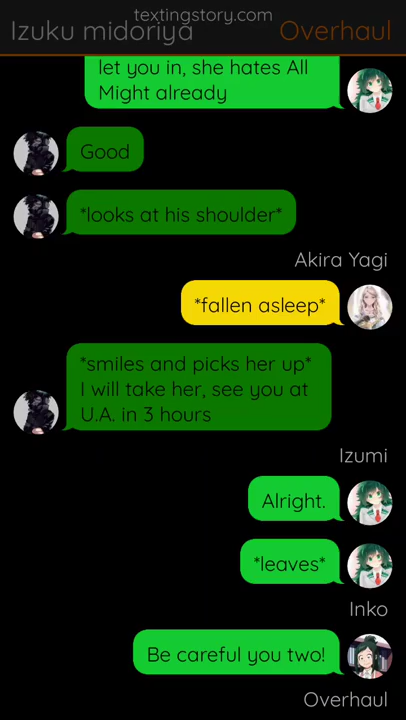 textingstory.com
Izuku midoriya
Overhaul
let you in, she hates All
Might already
Good
*looks at his shoulder*
Akira Yagi
*fallen asleep*
*smiles and picks her up*
I will take her, see you at
U.A. in 3 hours
Izumi
Alright.
*leaves*
Inko
Be careful you two!
Overhaul